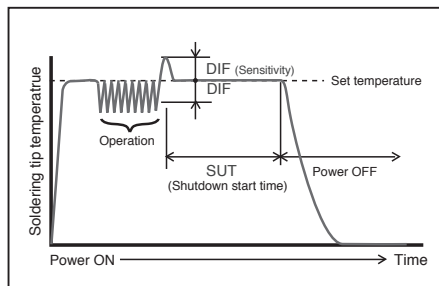 Soldering tip temperatrue
DIF (Sensitivity)
DIF
Set temperature
Operation
SUT
(Shutdown start time)
Power OFF
Power ON
Time